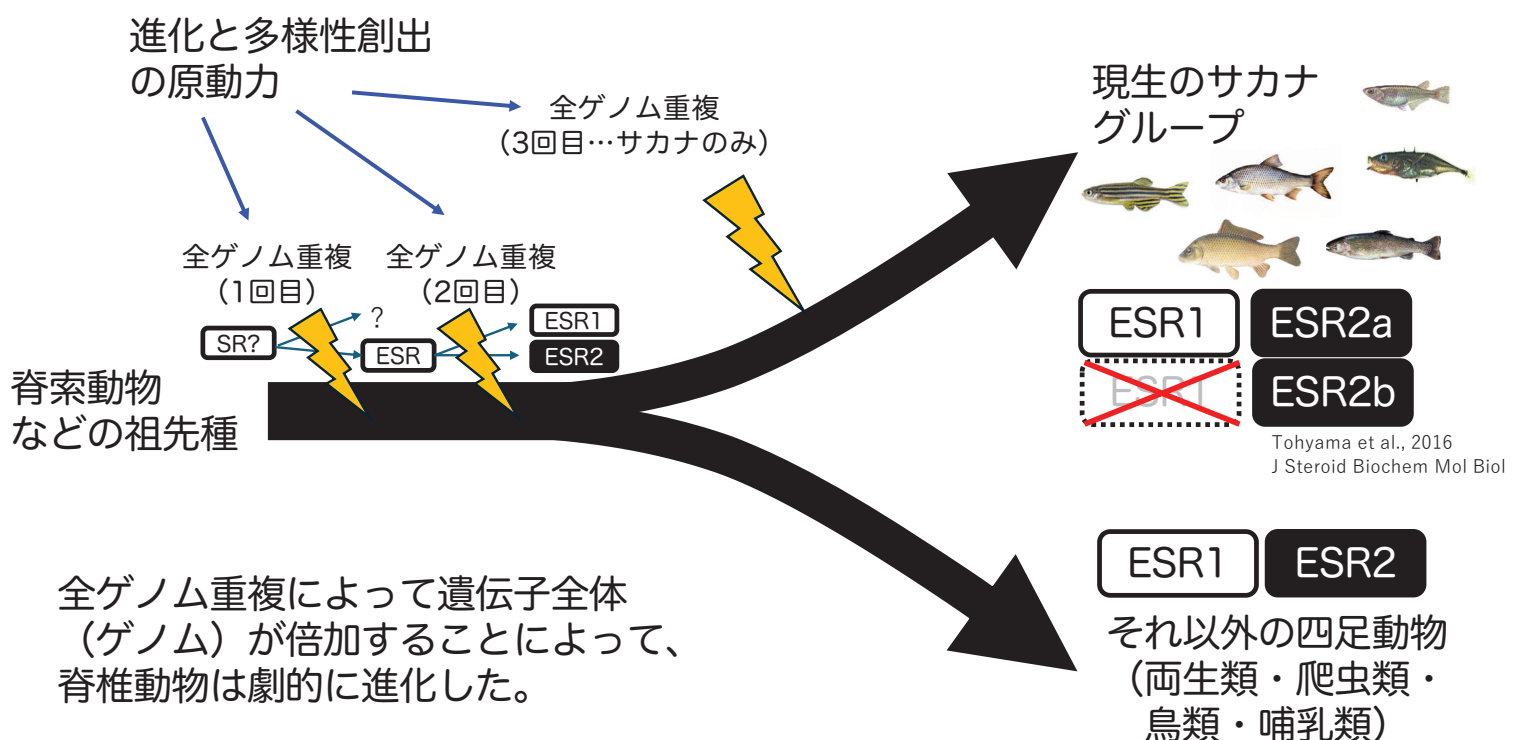 進化と多様性創出
の原動力
全ゲノム重複
（3回目…サカナのみ）
現生のサカナ
グループ
全ゲノム重複
（1回目）
全ゲノム重複
（2回目）
SR?
?
ESR
ESR1
ESR2
脊索動物
などの祖先種
ESR1
ESR2a
ESR1
ESR2b
Tohyama et al., 2016
J Steroid Biochem Mol Biol
ESR1
ESR2
それ以外の四足動物
（両生類・爬虫類・
鳥類・哺乳類）
全ゲノム重複によって遺伝子全体
（ゲノム）が倍加することによって、
脊椎動物は劇的に進化した。